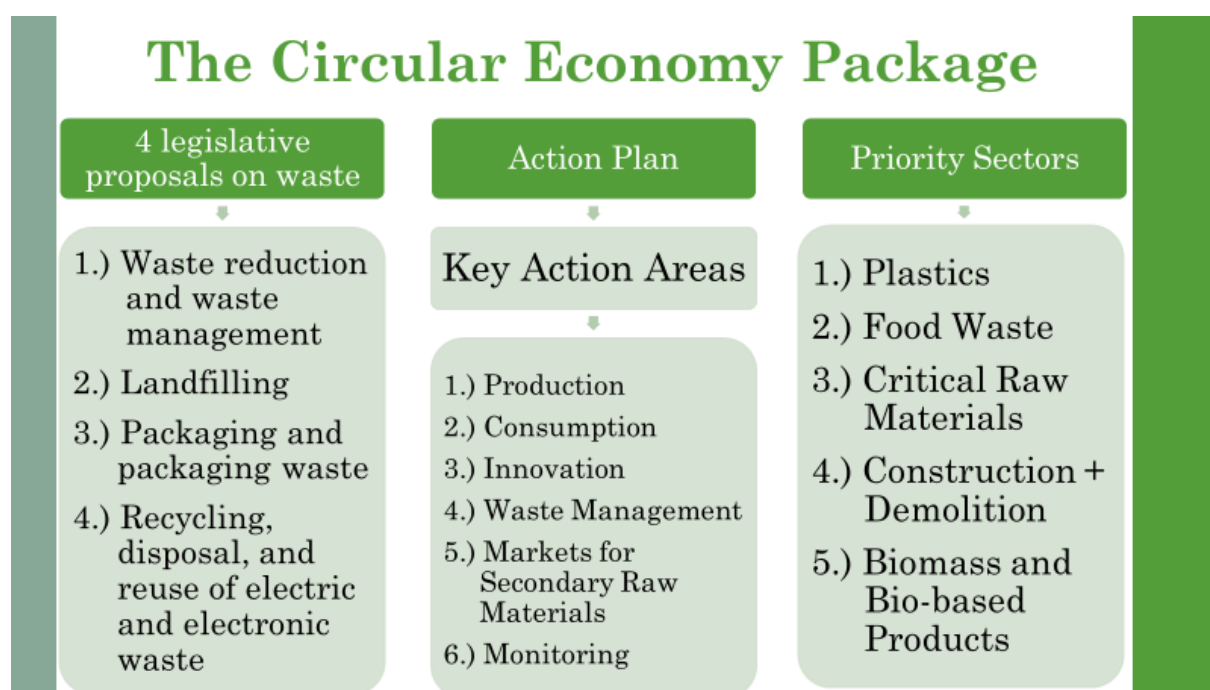 The Circular Economy Package
4 legislative
proposals on waste
1.) Waste reduction
and waste
management
2.) Landfilling
3.) Packaging and
packaging waste
4.) Recycling,
disposal, and
reuse of electric
and electronic
waste
Action Plan
Key Action Areas
1.) Production
2.) Consumption
3.) Innovation
4.) Waste Management
5.) Markets for
Secondary Raw
Materials
6.) Monitoring
Priority Sectors
1.) Plastics
2.) Food Waste
3.) Critical Raw
Materials
4.) Construction +
Demolition
5.) Biomass and
Bio-based
Products